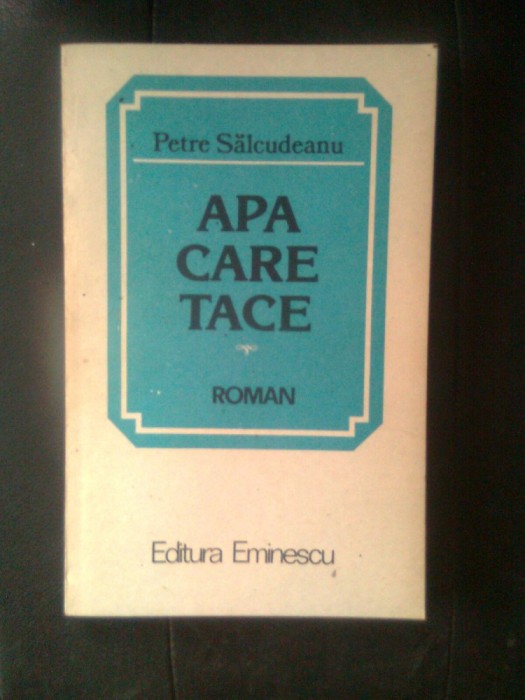 Petre Sălcudeanu
APA
CARE
TACE
ROMAN
Editura Eminescu